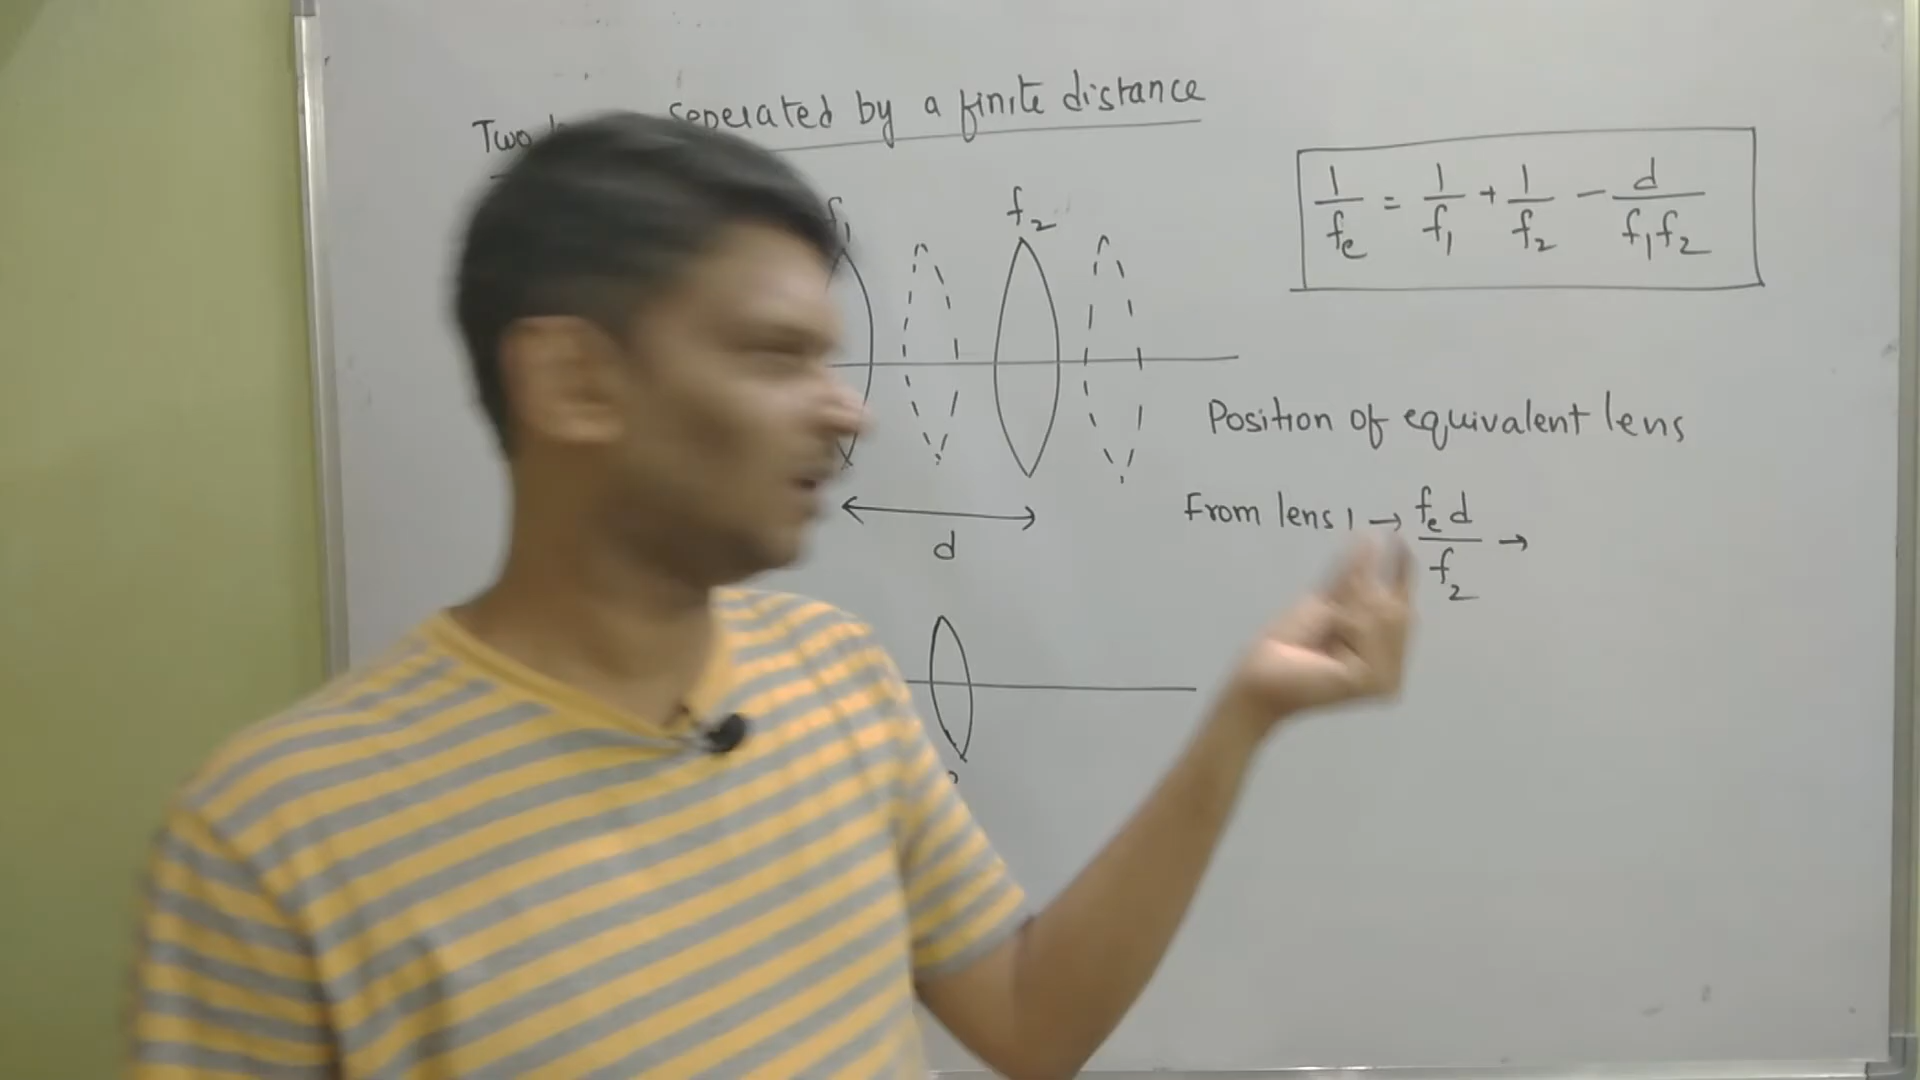 Two seperated by a finite distance
f₁ f₂
1/fₑ = 1/f₁ + 1/f₂ − d/f₁f₂
Position of equivalent lens
From lens 1 → fₑd/f₂ →
d